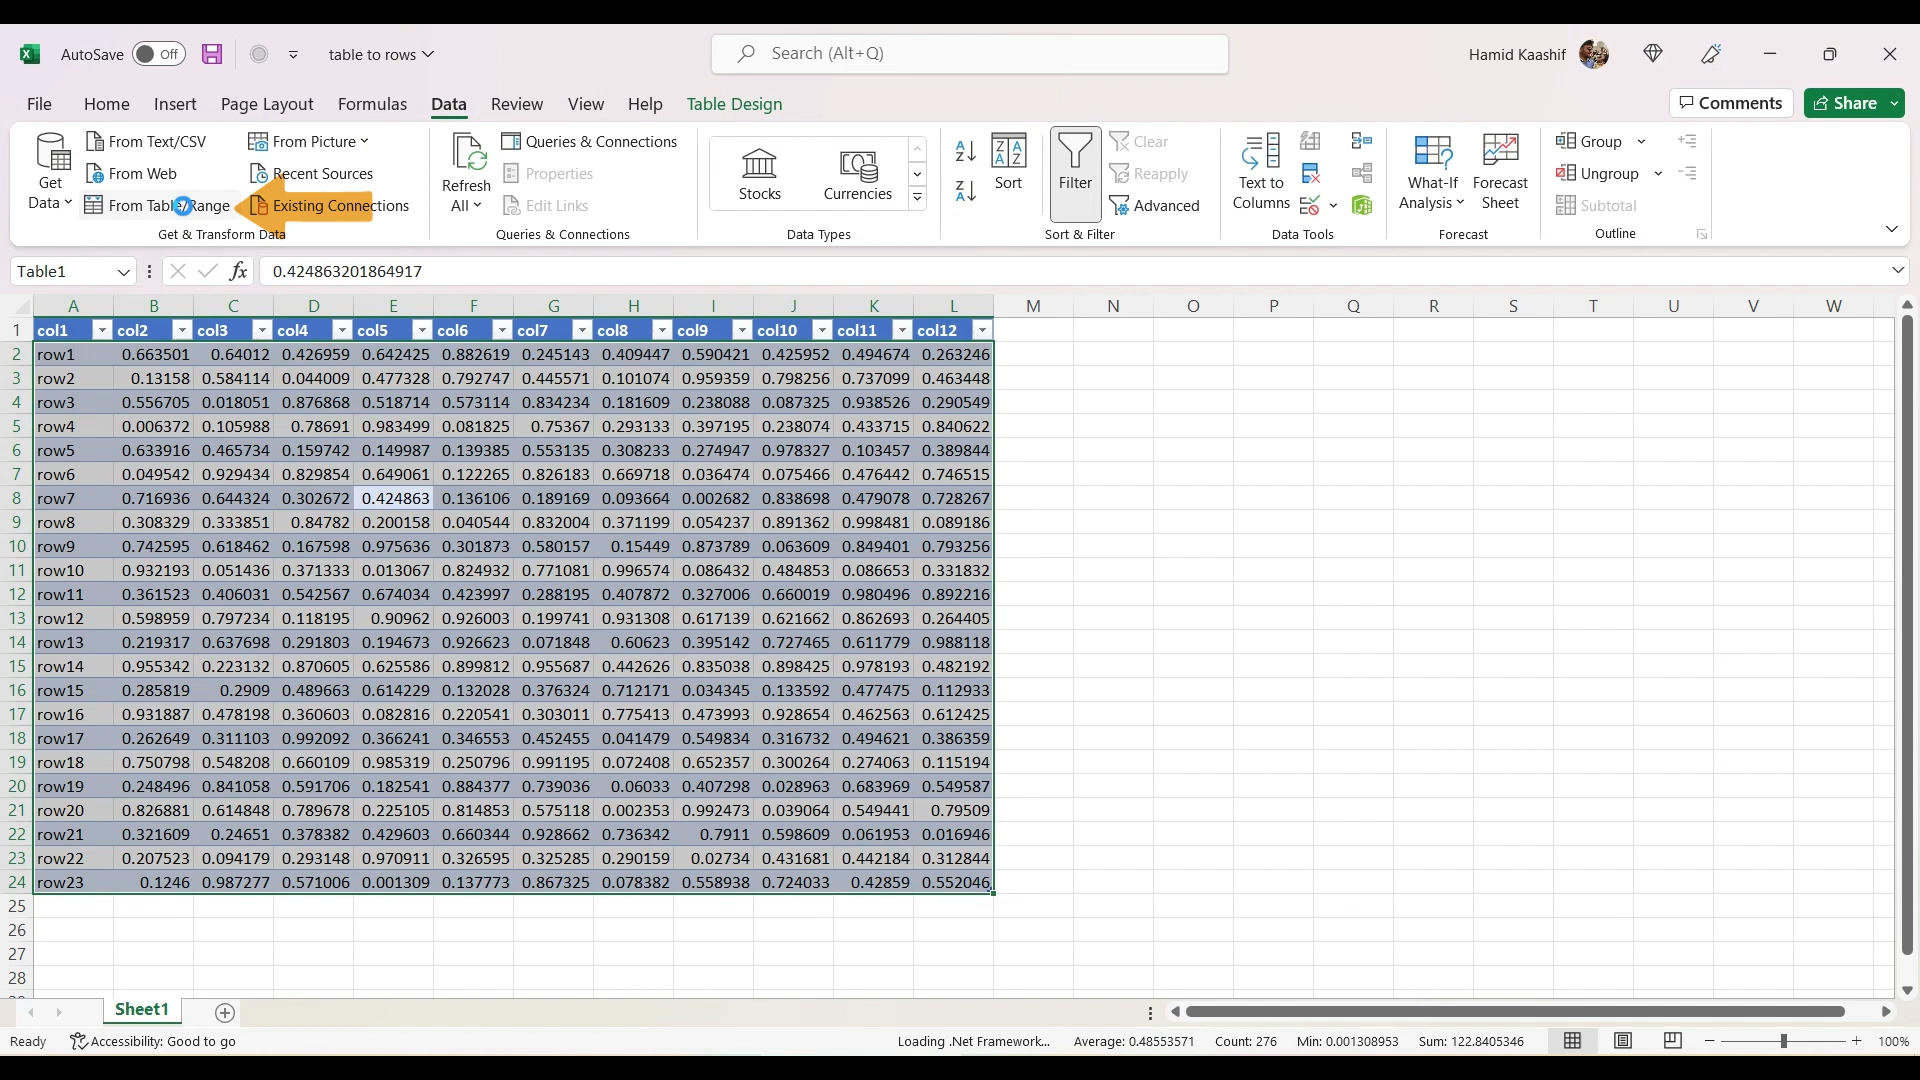 AutoSave Off table to rows Search (Alt+Q) Hamid Kaashif
File Home Insert Page Layout Formulas Data Review View Help Table Design Comments Share
Get Data
From Text/CSV
From Web
From Table/Range
From Picture
Recent Sources
Existing Connections
Get & Transform Data
Refresh All
Queries & Connections
Properties
Edit Links
Queries & Connections
Stocks
Currencies
Data Types
Sort
Filter
Clear
Reapply
Advanced
Sort & Filter
Text to Columns
Data Tools
What-If Analysis
Forecast Sheet
Forecast
Group
Ungroup
Subtotal
Outline
Table1 fx 0.424863201864917
A B C D E F G H I J K L M N O P Q R S T U V W
1 col1 col2 col3 col4 col5 col6 col7 col8 col9 col10 col11 col12
2 row1 0.663501 0.64012 0.426959 0.642425 0.882619 0.245143 0.409447 0.590421 0.425952 0.494674 0.263246
3 row2 0.13158 0.584114 0.044009 0.477328 0.792747 0.445571 0.101074 0.959359 0.798256 0.737099 0.463448
4 row3 0.556705 0.018051 0.876868 0.518714 0.573114 0.834234 0.181609 0.238088 0.087325 0.938526 0.290549
5 row4 0.006372 0.105988 0.78691 0.983499 0.081825 0.75367 0.293133 0.397195 0.238074 0.433715 0.840622
6 row5 0.633916 0.465734 0.159742 0.149987 0.139385 0.553135 0.308233 0.274947 0.978327 0.103457 0.389844
7 row6 0.049542 0.929434 0.829854 0.649061 0.122265 0.826183 0.669718 0.036474 0.075466 0.476442 0.746515
8 row7 0.716936 0.644324 0.302672 0.424863 0.136106 0.189169 0.093664 0.002682 0.838698 0.479078 0.728267
9 row8 0.308329 0.333851 0.84782 0.200158 0.040544 0.832004 0.371199 0.054237 0.891362 0.998481 0.089186
10 row9 0.742595 0.618462 0.167598 0.975636 0.301873 0.580157 0.15449 0.873789 0.063609 0.849401 0.793256
11 row10 0.932193 0.051436 0.371333 0.013067 0.824932 0.771081 0.996574 0.086432 0.484853 0.086653 0.331832
12 row11 0.361523 0.406031 0.542567 0.674034 0.423997 0.288195 0.407872 0.327006 0.660019 0.980496 0.892216
13 row12 0.598959 0.797234 0.118195 0.90962 0.926003 0.199741 0.931308 0.617139 0.621662 0.862693 0.264405
14 row13 0.219317 0.637698 0.291803 0.194673 0.926623 0.071848 0.60623 0.395142 0.727465 0.611779 0.988118
15 row14 0.955342 0.223132 0.870605 0.625586 0.899812 0.955687 0.442626 0.835038 0.898425 0.978193 0.482192
16 row15 0.285819 0.2909 0.489663 0.614229 0.132028 0.376324 0.712171 0.034345 0.133592 0.477475 0.112933
17 row16 0.931887 0.478198 0.360603 0.082816 0.220541 0.303011 0.775413 0.473993 0.928654 0.462563 0.612425
18 row17 0.262649 0.311103 0.992092 0.366241 0.346553 0.452455 0.041479 0.549834 0.316732 0.494621 0.386359
19 row18 0.750798 0.548208 0.660109 0.985319 0.250796 0.991195 0.072408 0.652357 0.300264 0.274063 0.115194
20 row19 0.248496 0.841058 0.591706 0.182541 0.884377 0.739036 0.06033 0.407298 0.028963 0.683969 0.549587
21 row20 0.826881 0.614848 0.789678 0.225105 0.814853 0.575118 0.002353 0.992473 0.039064 0.549441 0.79509
22 row21 0.321609 0.24651 0.378382 0.429603 0.660344 0.928662 0.736342 0.7911 0.598609 0.061953 0.016946
23 row22 0.207523 0.094179 0.293148 0.970911 0.326595 0.325285 0.290159 0.02734 0.431681 0.442184 0.312844
24 row23 0.1246 0.987277 0.571006 0.001309 0.137773 0.867325 0.078382 0.558938 0.724033 0.42859 0.552046
25
26
27
28
Sheet1
Ready Accessibility: Good to go Loading .Net Framework... Average: 0.48553571 Count: 276 Min: 0.001308953 Sum: 122.8405346 100%